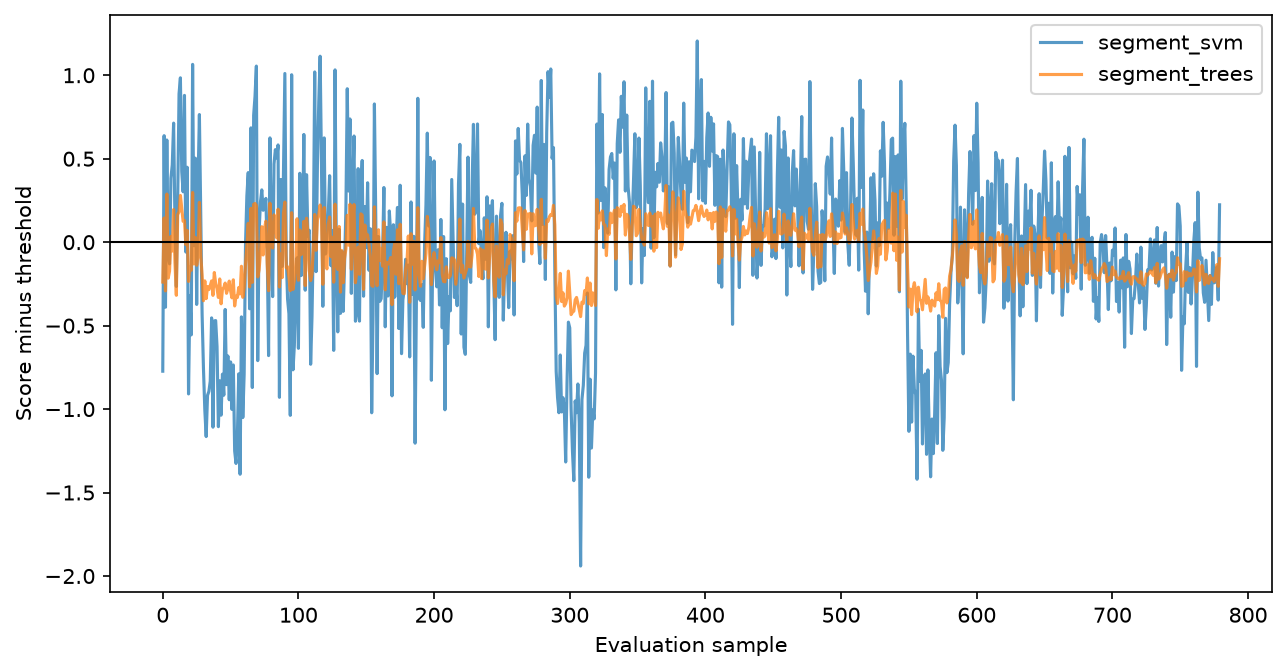 segment_svm
segment_trees
1.0
0.5
0.0
−0.5
−1.0
−1.5
−2.0
Score minus threshold
0 100 200 300 400 500 600 700 800
Evaluation sample